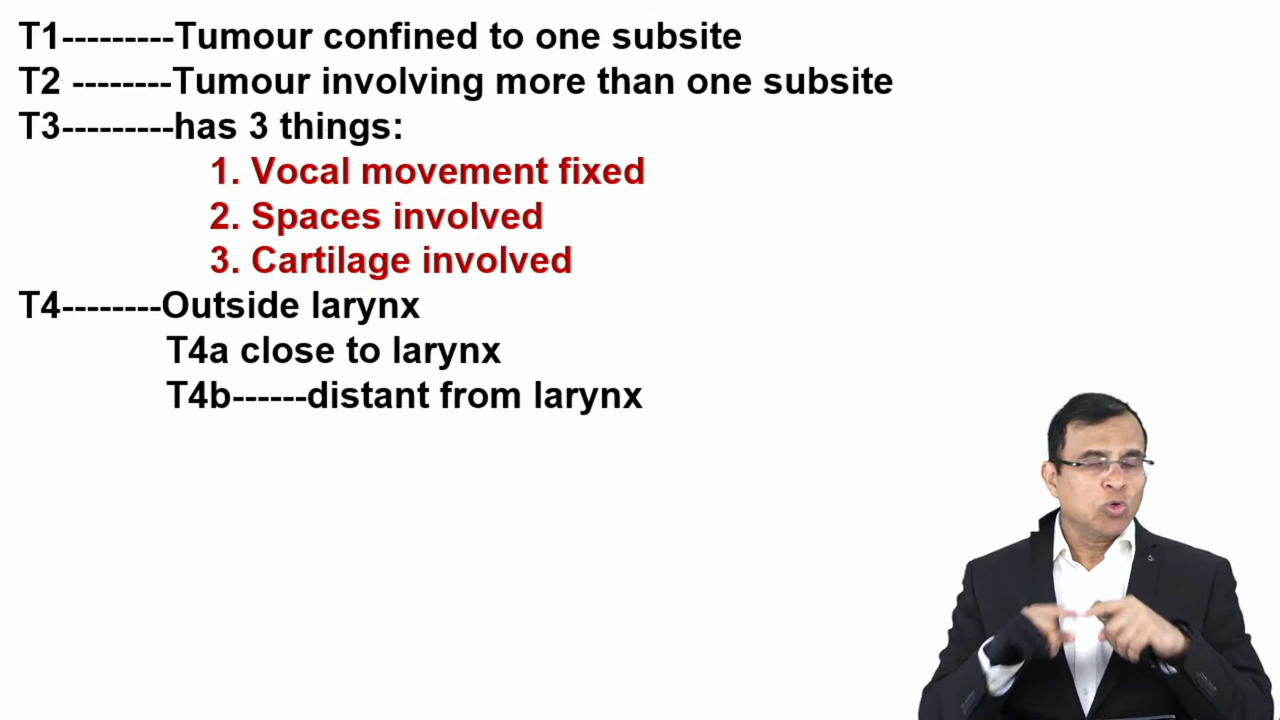 T1---------Tumour confined to one subsite
T2 --------Tumour involving more than one subsite
T3---------has 3 things:
1. Vocal movement fixed
2. Spaces involved
3. Cartilage involved
T4--------Outside larynx
T4a close to larynx
T4b------distant from larynx